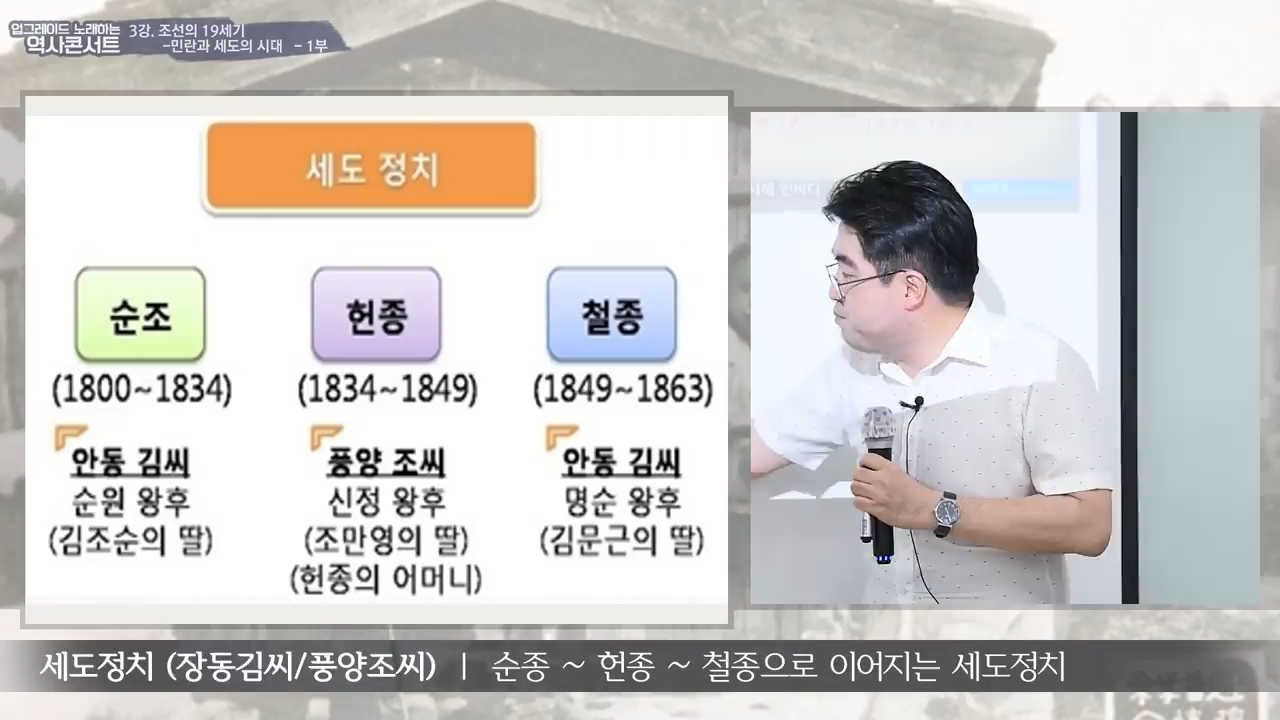 업그레이드 노래하는
역사콘서트
3강. 조선의 19세기
-민란과 세도의 시대 - 1부
세도 정치
순조
헌종
철종
(1800~1834)
(1834~1849)
(1849~1863)
안동 김씨
순원 왕후
(김조순의 딸)
풍양 조씨
신정 왕후
(조만영의 딸)
(헌종의 어머니)
안동 김씨
명순 왕후
(김문근의 딸)
세도정치 (장동김씨/풍양조씨) | 순종 ~ 헌종 ~ 철종으로 이어지는 세도정치